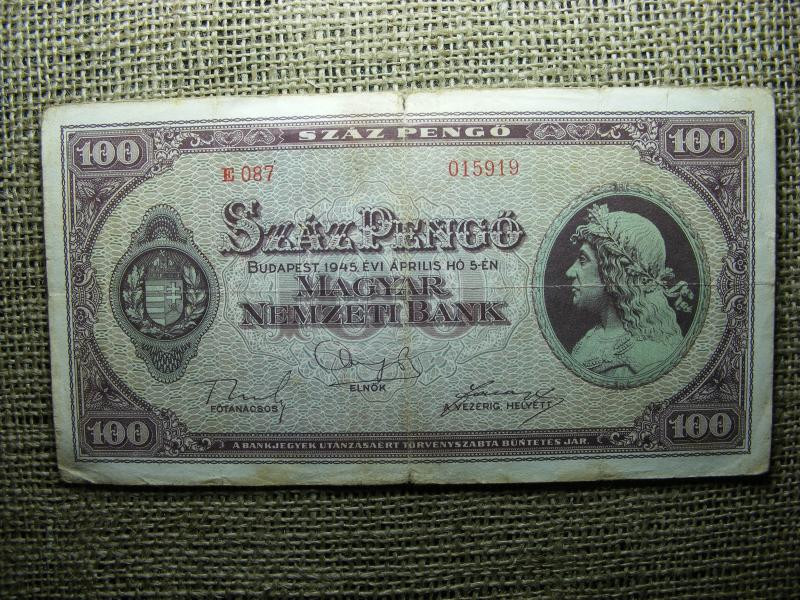 100 SZÁZ PENGŐ 100
E 087 015919
SZÁZ PENGŐ
BUDAPEST, 1945. ÉVI ÁPRILIS HÓ 5-ÉN
MAGYAR
NEMZETI BANK
ELNÖK
FŐTANÁCSOS
A VEZÉRIG. HELYETT
100 A BANKJEGYEK UTÁNZÁSÁÉRT TÖRVÉNYSZABTA BÜNTETÉS JÁR. 100